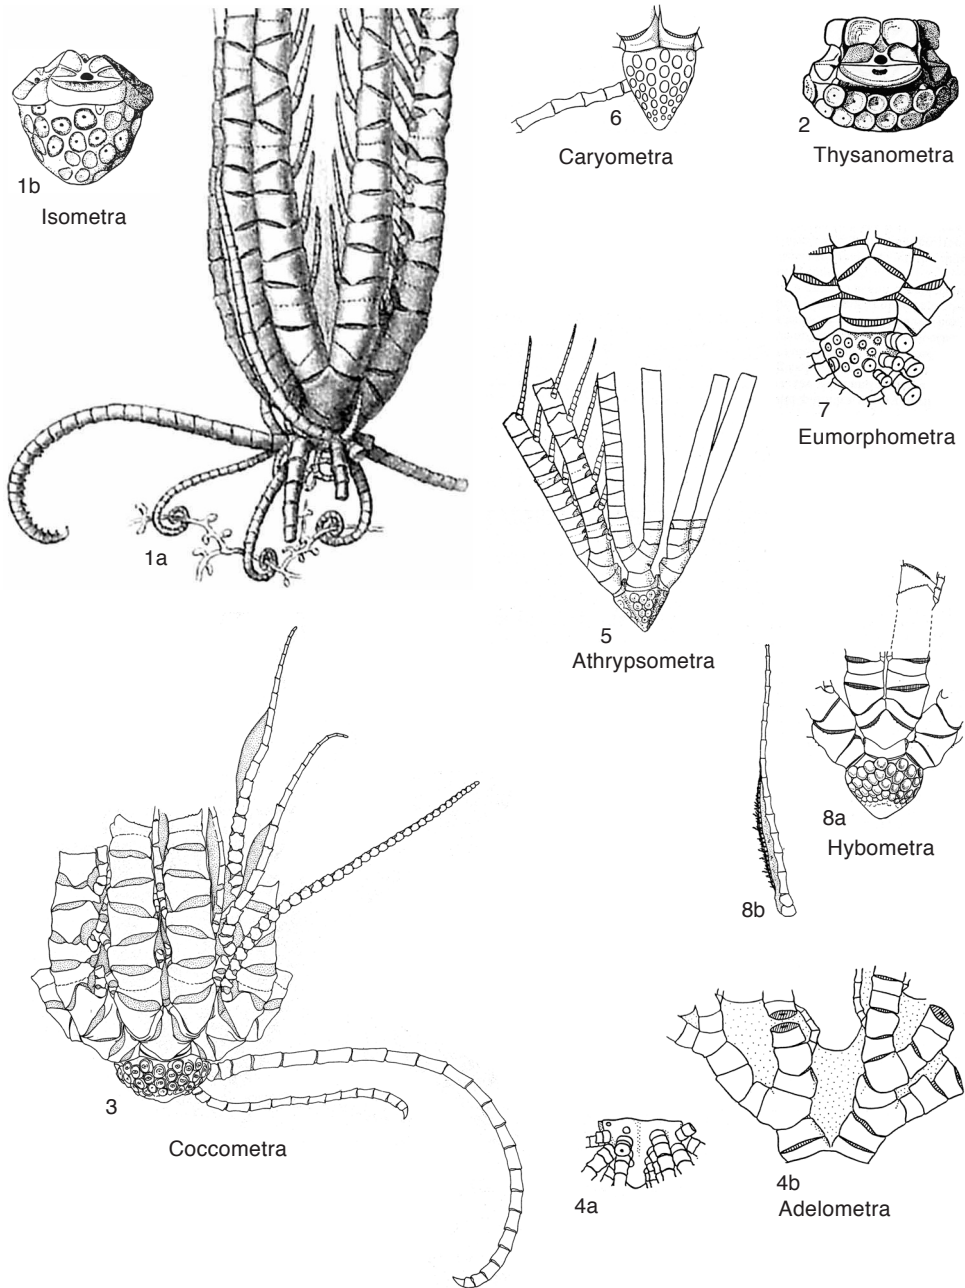 1b
Isometra
1a
6
Caryometra
2
Thysanometra
7
Eumorphometra
5
Athrypsometra
8a
Hybometra
8b
3
Coccometra
4a
4b
Adelometra